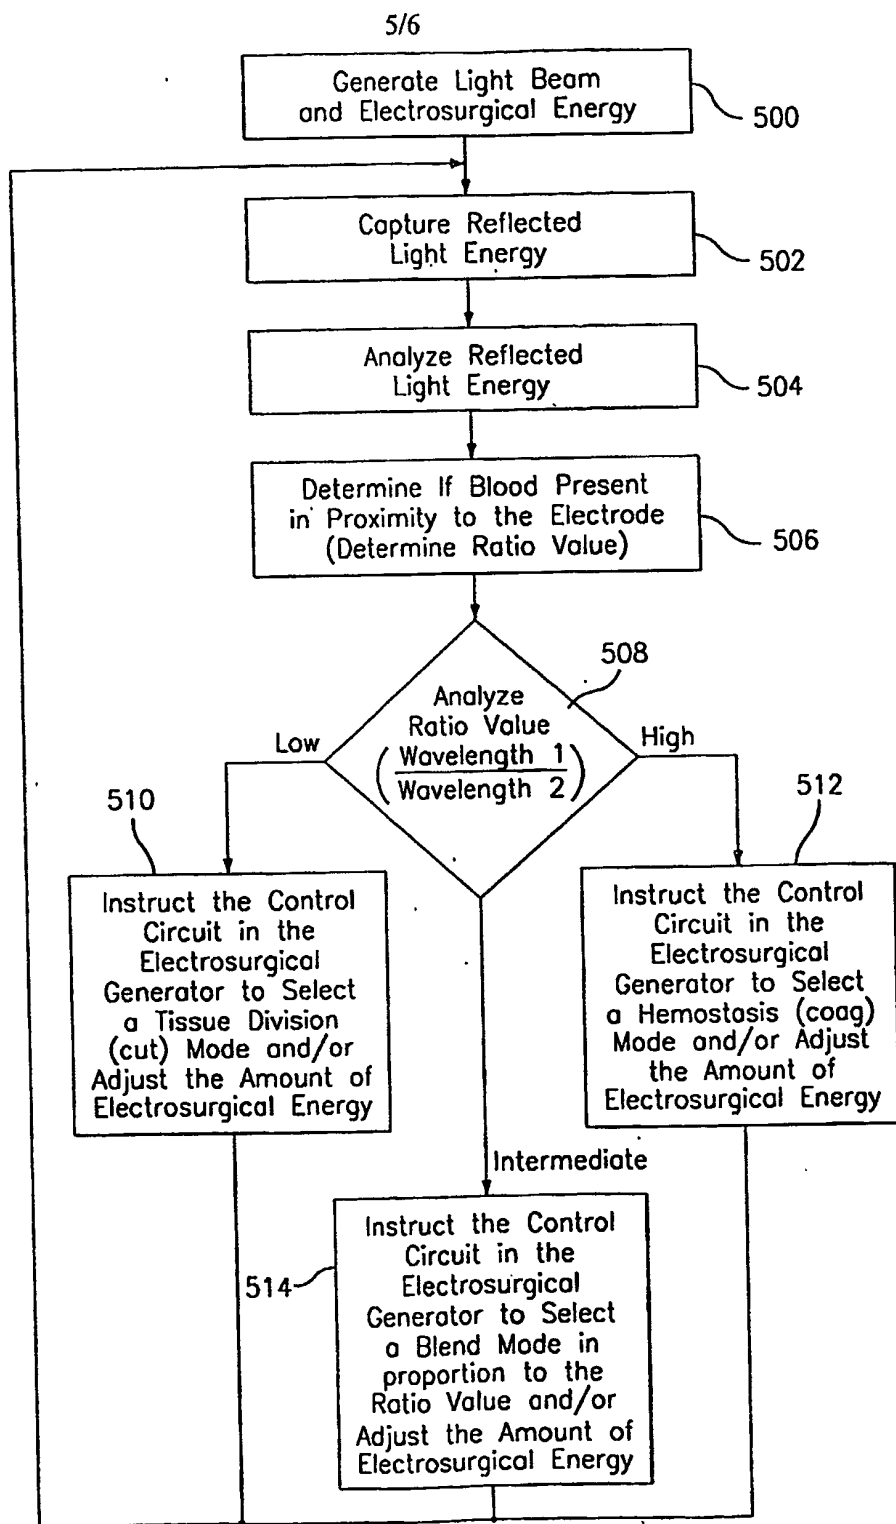 5/6
Generate Light Beam
and Electrosurgical Energy
500
Capture Reflected
Light Energy
502
Analyze Reflected
Light Energy
504
Determine If Blood Present
in Proximity to the Electrode
(Determine Ratio Value)
506
508
Analyze
Ratio Value
(Wavelength 1
Wavelength 2)
Low
High
510
Instruct the Control
Circuit in the
Electrosurgical
Generator to Select
a Tissue Division
(cut) Mode and/or
Adjust the Amount of
Electrosurgical Energy
512
Instruct the Control
Circuit in the
Electrosurgical
Generator to Select
a Hemostasis (coag)
Mode and/or Adjust
the Amount of
Electrosurgical Energy
Intermediate
514
Instruct the Control
Circuit in the
Electrosurgical
Generator to Select
a Blend Mode in
proportion to the
Ratio Value and/or
Adjust the Amount of
Electrosurgical Energy